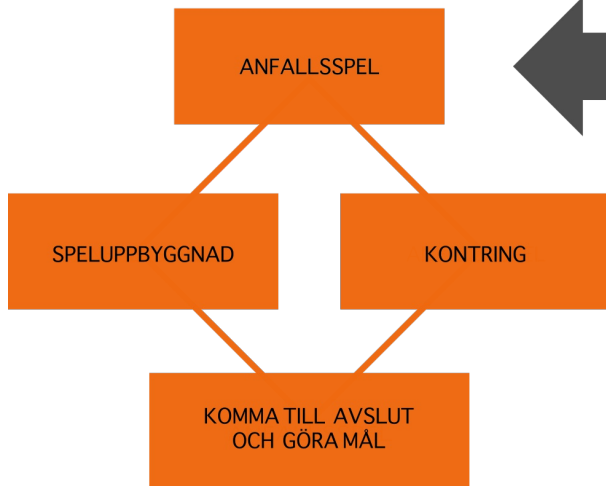 ANFALLSSPEL
SPELUPPBYGGNAD
KONTRING
KOMMA TILL AVSLUT
OCH GÖRA MÅL